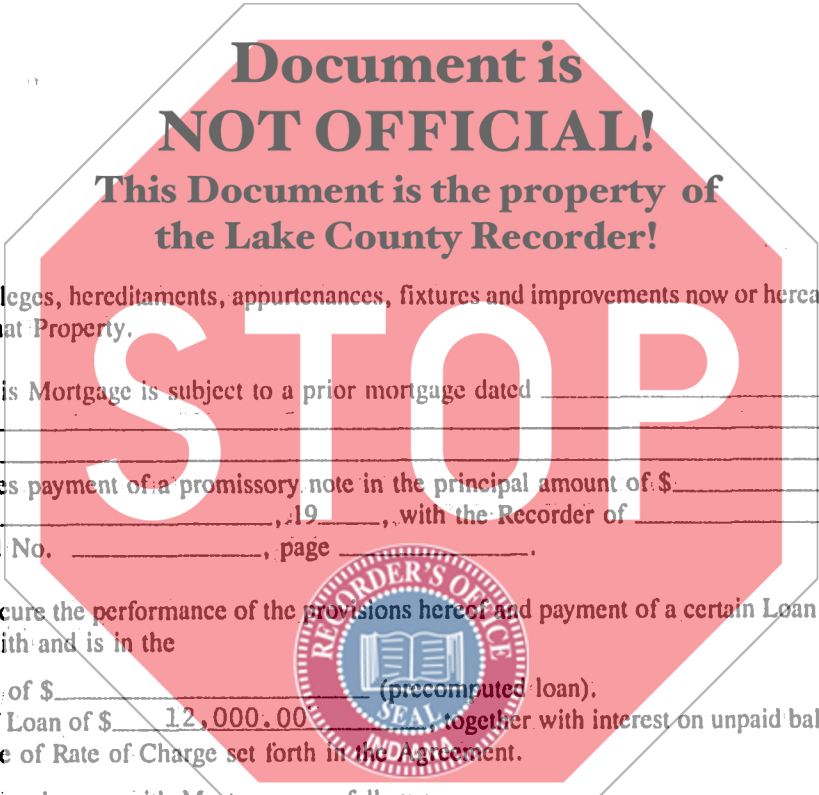 Document is
NOT OFFICIAL!
This Document is the property of
the Lake County Recorder!
leges, hereditaments, appurtenances, fixtures and improvements now or herea
at Property.
STOP
is Mortgage is subject to a prior mortgage dated
es payment of a promissory note in the principal amount of $
, 19 , with the Recorder of
No. , page .
cure the performance of the provisions hereof and payment of a certain Loan
ith and is in the
of $ (precomputed loan).
Loan of $ 12,000.00 , together with interest on unpaid bal
e of Rate of Charge set forth in the Agreement.
RECORDER'S OFFICE
SEAL